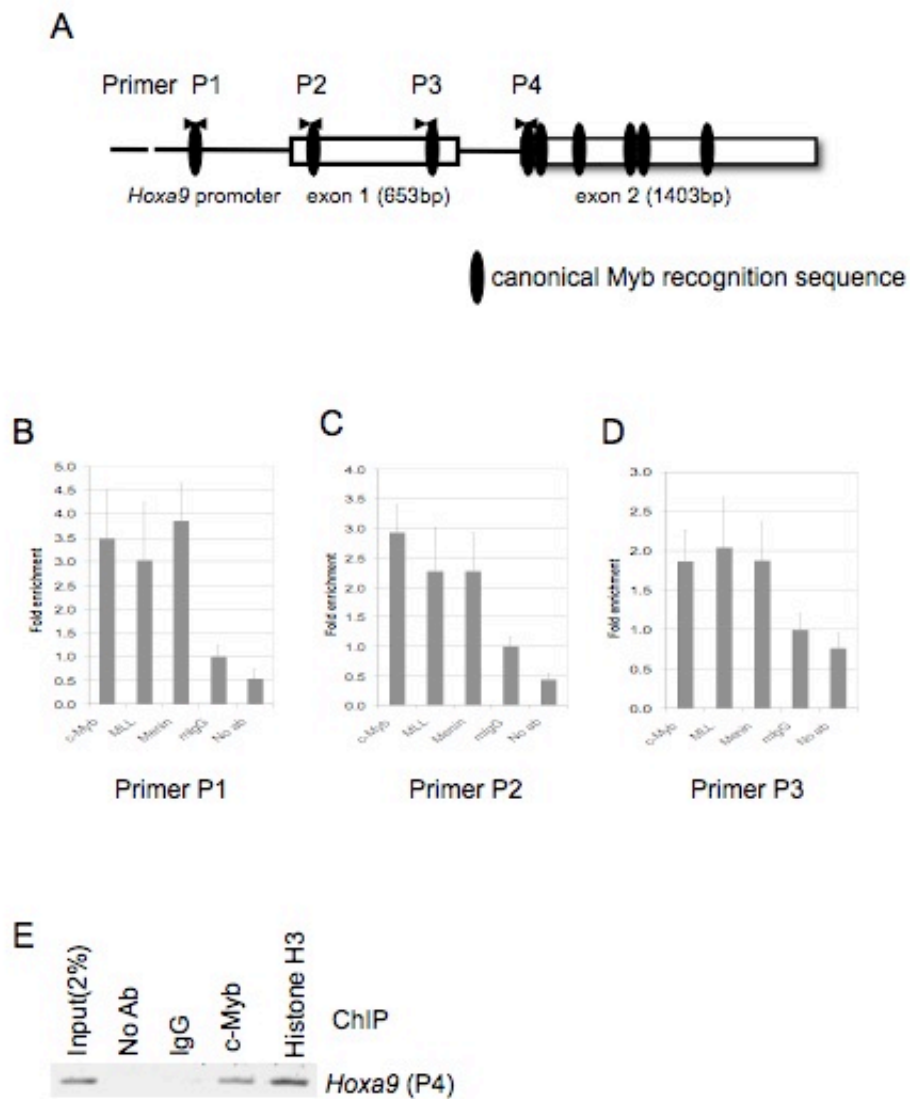 A
Primer P1 P2 P3 P4
Hoxa9 promoter exon 1 (653bp) exon 2 (1403bp)
canonical Myb recognition sequence
B
Fold enrichment
5.0
4.5
4.0
3.5
3.0
2.5
2.0
1.5
1.0
0.5
0.0
c-Myb MLL Menin mIgG No ab
Primer P1
C
Fold enrichment
4.0
3.5
3.0
2.5
2.0
1.5
1.0
0.5
0.0
c-Myb MLL Menin mIgG No ab
Primer P2
D
Fold enrichment
3.0
2.5
2.0
1.5
1.0
0.5
0.0
c-Myb MLL Menin mIgG No ab
Primer P3
E
Input(2%)
No Ab
IgG
c-Myb
Histone H3
ChIP
Hoxa9 (P4)